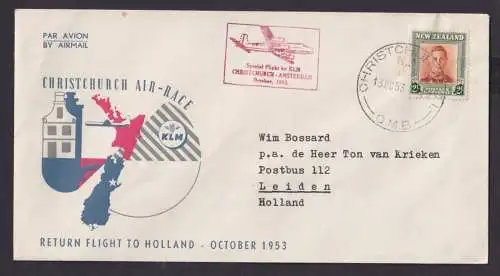 PAR AVION
BY AIRMAIL
CHRISTCHURCH AIR-RACE
KLM
RETURN FLIGHT TO HOLLAND - OCTOBER 1953
Special Flight by KLM
CHRISTCHURCH - AMSTERDAM
October, 1953.
NEW ZEALAND
CHRISTCH
53
O.M.B.
Wim Bossard
p.a. de Heer Ton van Krieken
Postbus 112
Leiden
Holland